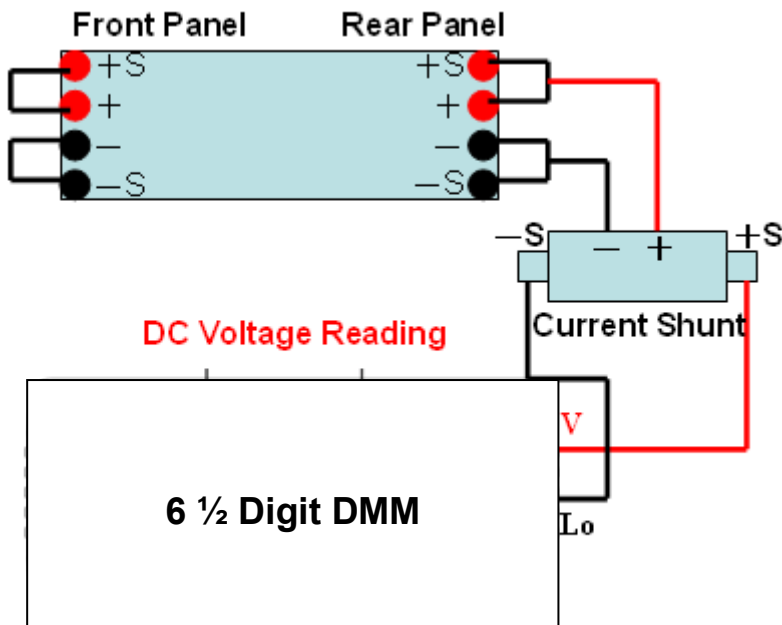 Front Panel Rear Panel
+S +S
+ +
− −
−S −S
−S − + +S
Current Shunt
DC Voltage Reading
V
6 ½ Digit DMM
Lo